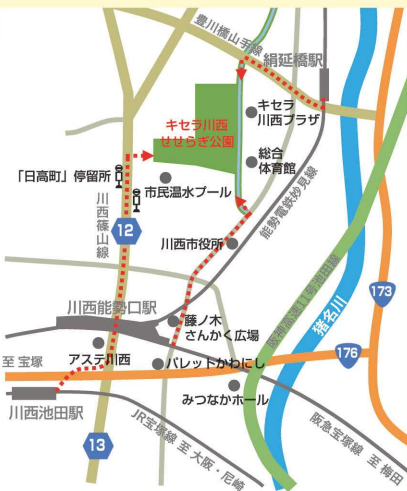 豊川橋山手線
絹延橋駅
キセラ
川西プラザ
キセラ川西
せせらぎ公園
総合
体育館
「日高町」停留所
市民温水プール
能勢電鉄妙見線
川西篠山線
12
川西市役所
阪神高速11号池田線
猪名川
173
川西能勢口駅
藤ノ木
さんかく広場
176
至 宝塚
アステ川西
パレットかわにし
みつなかホール
川西池田駅
13
JR宝塚線 至 大阪・尼崎
阪急宝塚線 至 梅田